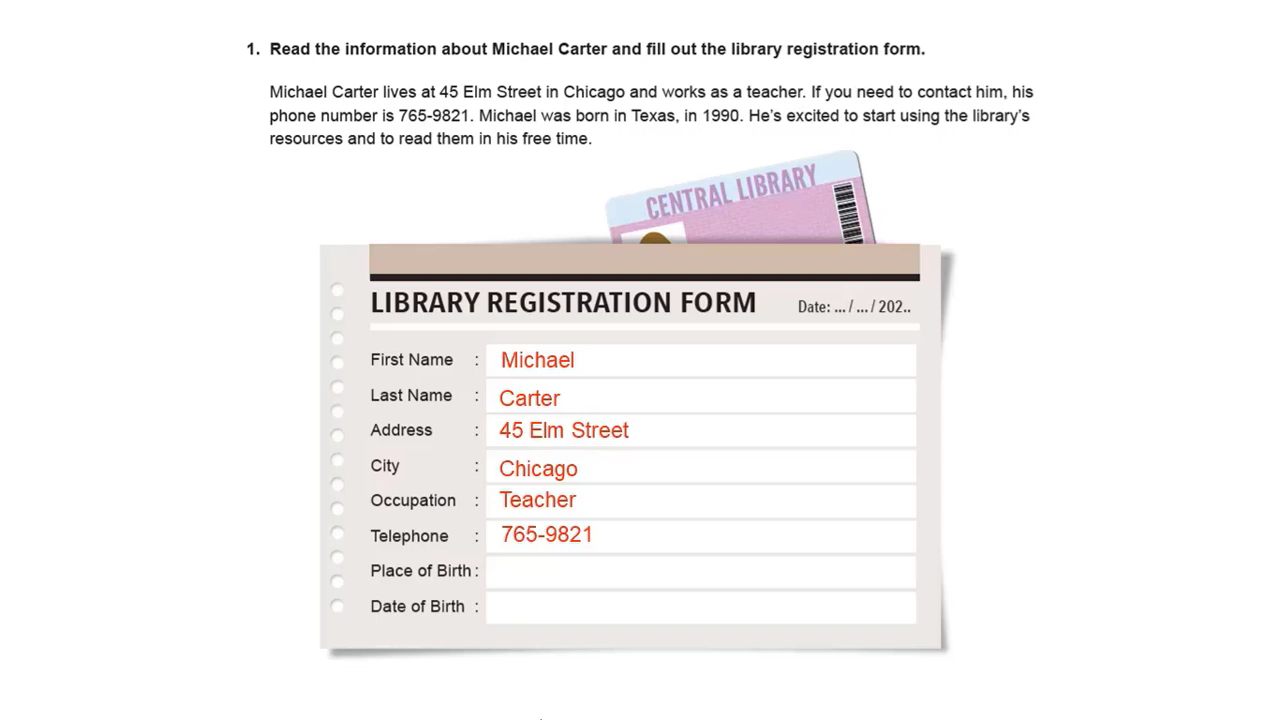 1. Read the information about Michael Carter and fill out the library registration form.
Michael Carter lives at 45 Elm Street in Chicago and works as a teacher. If you need to contact him, his
phone number is 765-9821. Michael was born in Texas, in 1990. He's excited to start using the library's
resources and to read them in his free time.
CENTRAL LIBRARY
LIBRARY REGISTRATION FORM Date: ... / ... / 202..
First Name : Michael
Last Name : Carter
Address : 45 Elm Street
City : Chicago
Occupation : Teacher
Telephone : 765-9821
Place of Birth :
Date of Birth :